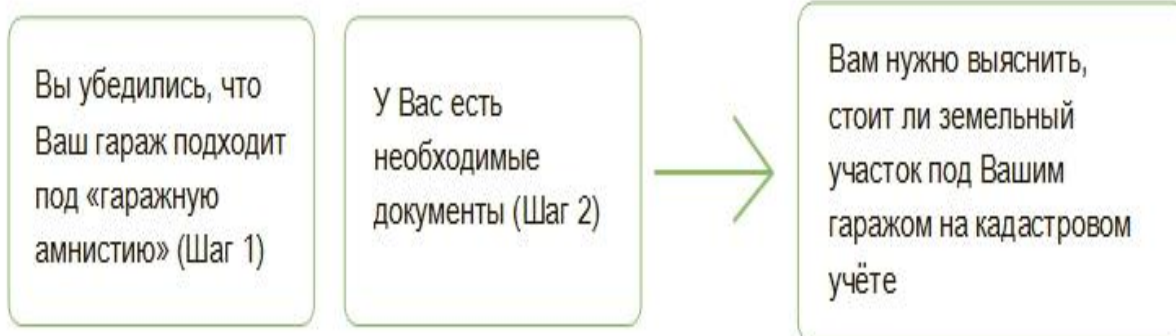 Вы убедились, что
Ваш гараж подходит
под «гаражную
амнистию» (Шаг 1)
У Вас есть
необходимые
документы (Шаг 2)
Вам нужно выяснить,
стоит ли земельный
участок под Вашим
гаражом на кадастровом
учёте